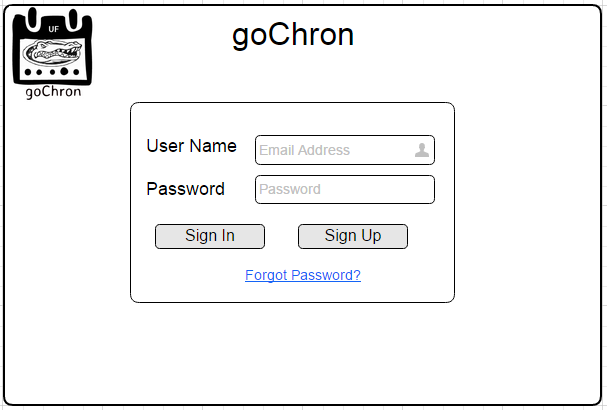 goChron
UF
goChron
User Name
Email Address
Password
Password
Sign In
Sign Up
Forgot Password?